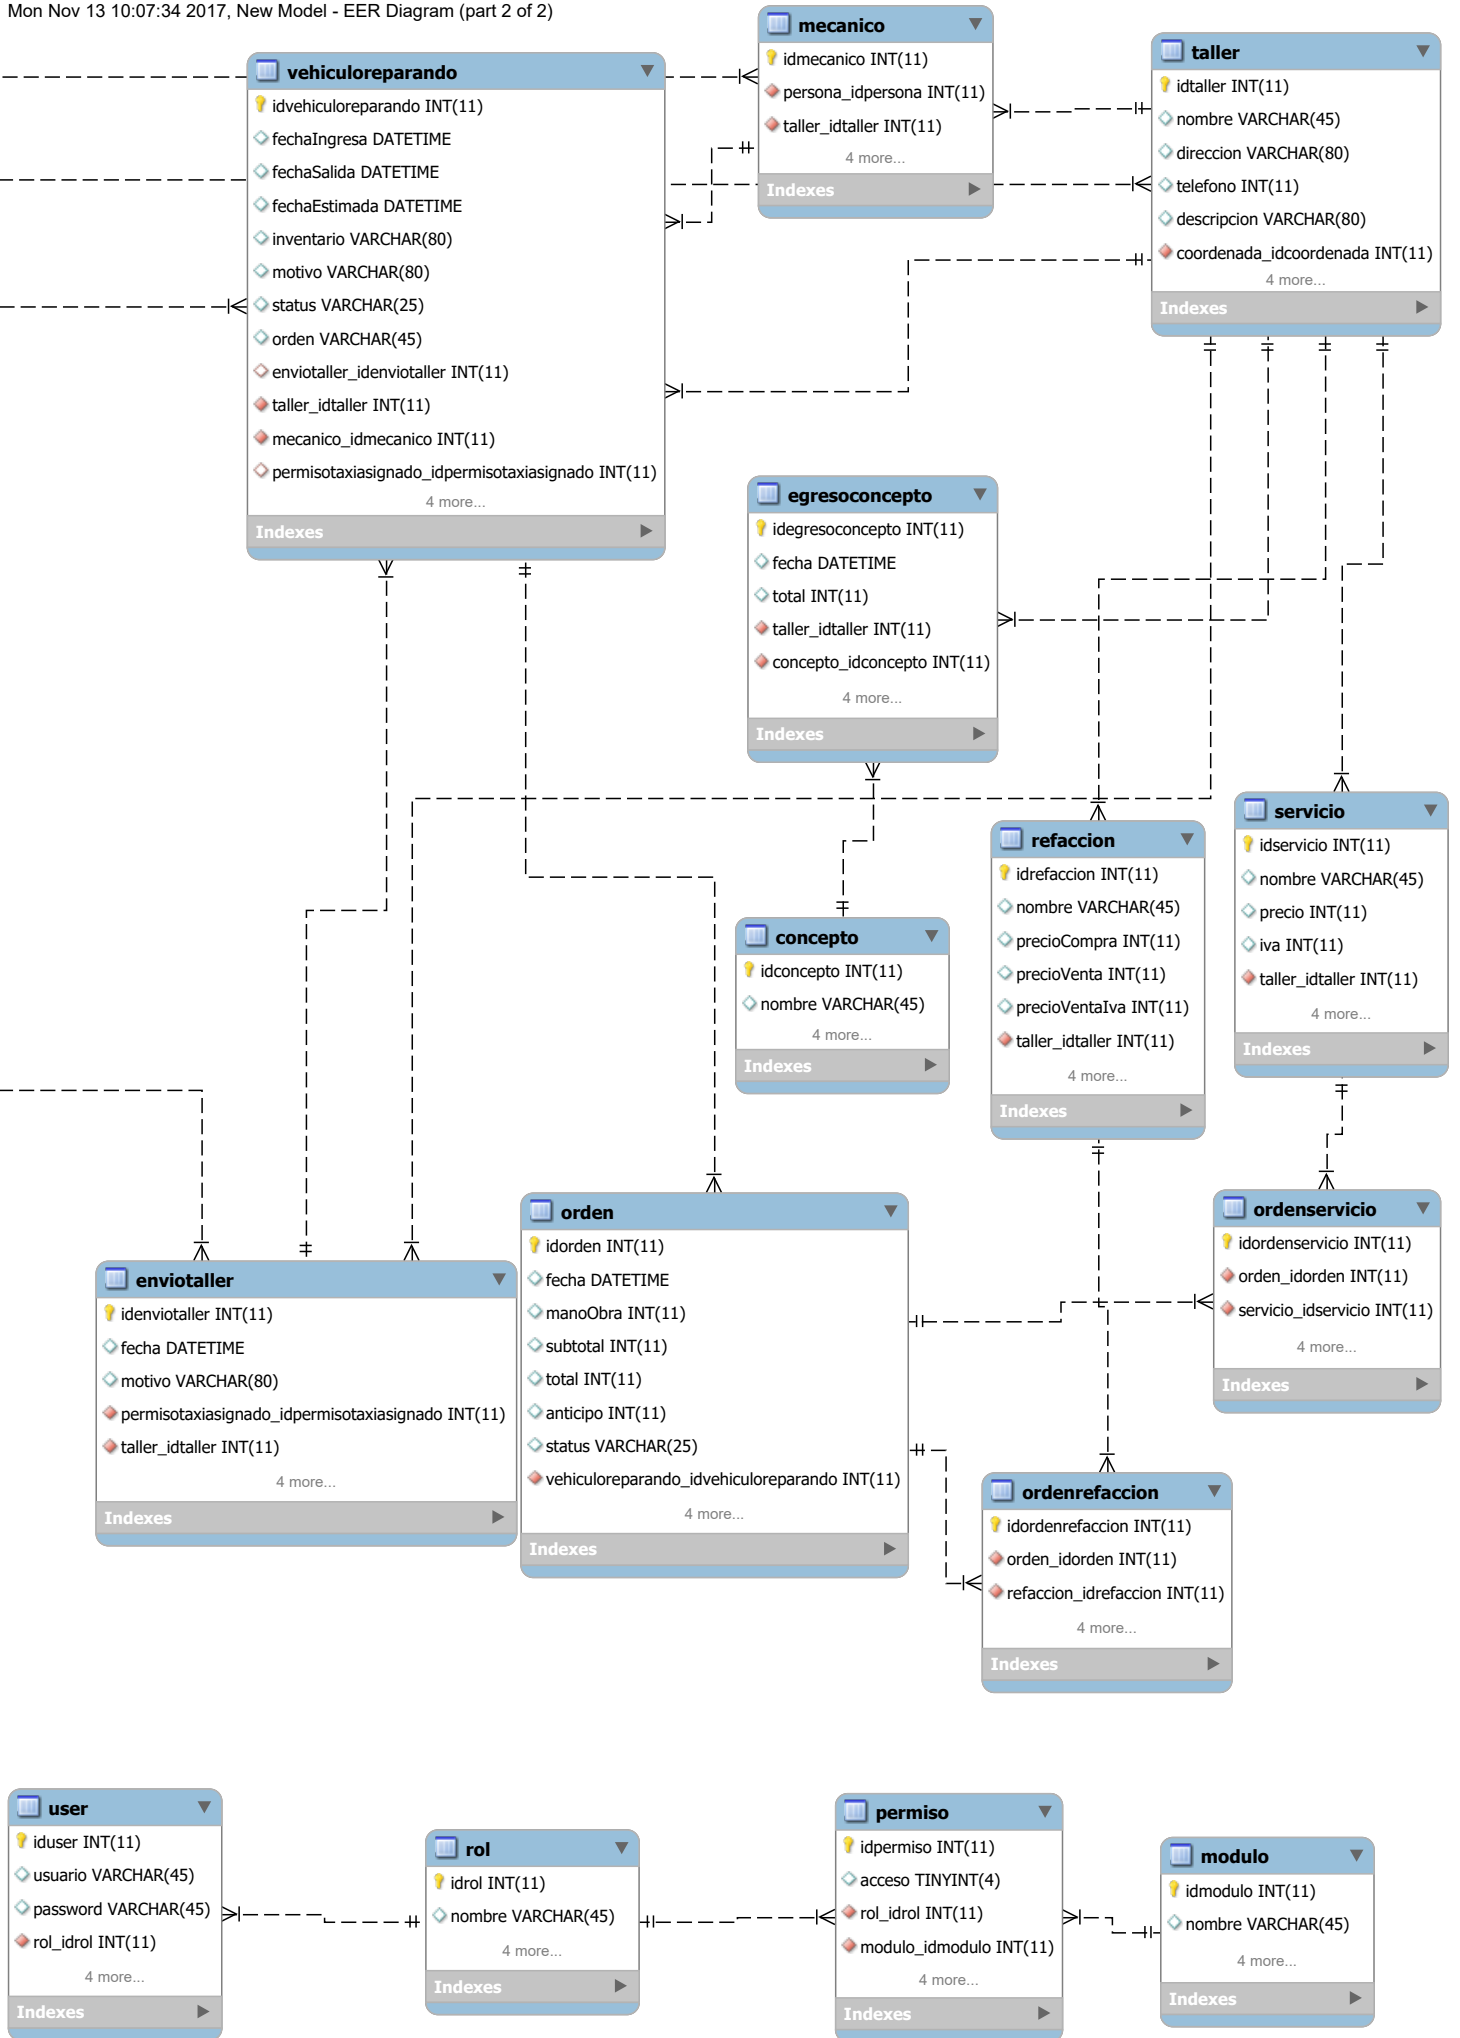 Mon Nov 13 10:07:34 2017, New Model - EER Diagram (part 2 of 2)
vehiculoreparando
idvehiculoreparando INT(11)
fechaIngresa DATETIME
fechaSalida DATETIME
fechaEstimada DATETIME
inventario VARCHAR(80)
motivo VARCHAR(80)
status VARCHAR(25)
orden VARCHAR(45)
enviotaller_idenviotaller INT(11)
taller_idtaller INT(11)
mecanico_idmecanico INT(11)
permisotaxiasignado_idpermisotaxiasignado INT(11)
4 more...
Indexes
mecanico
idmecanico INT(11)
persona_idpersona INT(11)
taller_idtaller INT(11)
4 more...
Indexes
taller
idtaller INT(11)
nombre VARCHAR(45)
direccion VARCHAR(80)
telefono INT(11)
descripcion VARCHAR(80)
coordenada_idcoordenada INT(11)
4 more...
Indexes
egresoconcepto
idegresoconcepto INT(11)
fecha DATETIME
total INT(11)
taller_idtaller INT(11)
concepto_idconcepto INT(11)
4 more...
Indexes
concepto
idconcepto INT(11)
nombre VARCHAR(45)
4 more...
Indexes
refaccion
idrefaccion INT(11)
nombre VARCHAR(45)
precioCompra INT(11)
precioVenta INT(11)
precioVentaIva INT(11)
taller_idtaller INT(11)
4 more...
Indexes
servicio
idservicio INT(11)
nombre VARCHAR(45)
precio INT(11)
iva INT(11)
taller_idtaller INT(11)
4 more...
Indexes
enviotaller
idenviotaller INT(11)
fecha DATETIME
motivo VARCHAR(80)
permisotaxiasignado_idpermisotaxiasignado INT(11)
taller_idtaller INT(11)
4 more...
Indexes
orden
idorden INT(11)
fecha DATETIME
manoObra INT(11)
subtotal INT(11)
total INT(11)
anticipo INT(11)
status VARCHAR(25)
vehiculoreparando_idvehiculoreparando INT(11)
4 more...
Indexes
ordenservicio
idordenservicio INT(11)
orden_idorden INT(11)
servicio_idservicio INT(11)
4 more...
Indexes
ordenrefaccion
idordenrefaccion INT(11)
orden_idorden INT(11)
refaccion_idrefaccion INT(11)
4 more...
Indexes
user
iduser INT(11)
usuario VARCHAR(45)
password VARCHAR(45)
rol_idrol INT(11)
4 more...
Indexes
rol
idrol INT(11)
nombre VARCHAR(45)
4 more...
Indexes
permiso
idpermiso INT(11)
acceso TINYINT(4)
rol_idrol INT(11)
modulo_idmodulo INT(11)
4 more...
Indexes
modulo
idmodulo INT(11)
nombre VARCHAR(45)
4 more...
Indexes